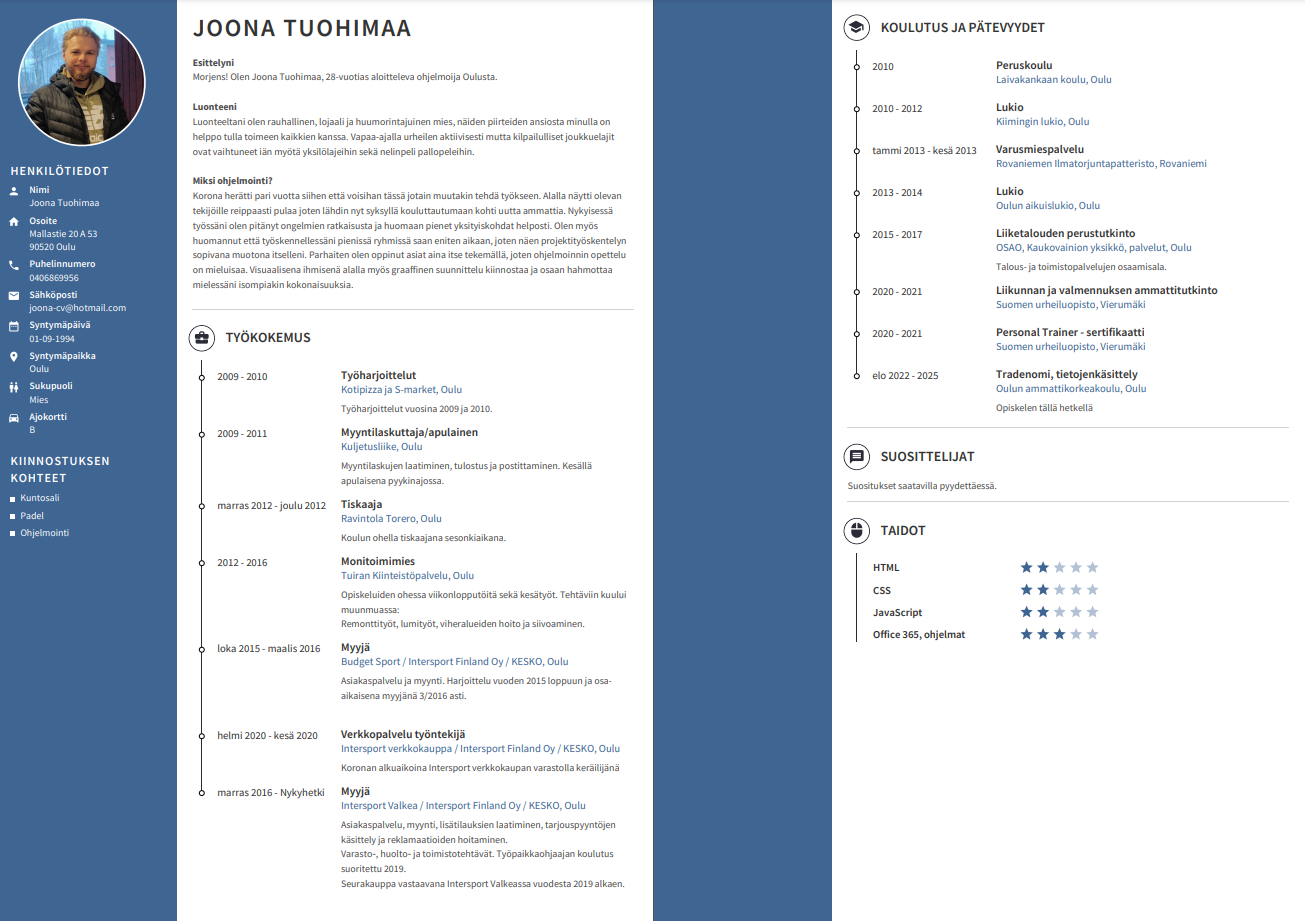 HENKILÖTIEDOT
Nimi
Joona Tuohimaa
Osoite
Mallastie 20 A 53
90520 Oulu
Puhelinnumero
0406869956
Sähköposti
joona-cv@hotmail.com
Syntymäpäivä
01-09-1994
Syntymäpaikka
Oulu
Sukupuoli
Mies
Ajokortti
B
KIINNOSTUKSEN
KOHTEET
Kuntosali
Padel
Ohjelmointi
JOONA TUOHIMAA
Esittelyni
Morjens! Olen Joona Tuohimaa, 28-vuotias aloitteleva ohjelmoija Oulusta.
Luonteeni
Luonteeltani olen rauhallinen, lojaali ja huumorintajuinen mies, näiden piirteiden ansiosta minulla on
helppo tulla toimeen kaikkien kanssa. Vapaa-ajalla urheilen aktiivisesti mutta kilpailulliset joukkuelajit
ovat vaihtuneet iän myötä yksilölajeihin sekä nelinpeli pallopeleihin.
Miksi ohjelmointi?
Korona herätti pari vuotta siihen että voisihan tässä jotain muutakin tehdä työkseen. Alalla näytti olevan
tekijöille reippaasti pulaa joten lähdin nyt syksyllä kouluttautumaan kohti uutta ammattia. Nykyisessä
työssäni olen pitänyt ongelmien ratkaisusta ja huomaan pienet yksityiskohdat helposti. Olen myös
huomannut että työskennellessäni pienissä ryhmissä saan eniten aikaan, joten näen projektityöskentelyn
sopivana muotona itselleni. Parhaiten olen oppinut asiat aina itse tekemällä, joten ohjelmoinnin opettelu
on mieluisaa. Visuaalisena ihmisenä alalla myös graaffinen suunnittelu kiinnostaa ja osaan hahmottaa
mielessäni isompiakin kokonaisuuksia.
TYÖKOKEMUS
2009 - 2010
Työharjoittelut
Kotipizza ja S-market, Oulu
Työharjoittelut vuosina 2009 ja 2010.
2009 - 2011
Myyntilaskuttaja/apulainen
Kuljetusliike, Oulu
Myyntilaskujen laatiminen, tulostus ja postittaminen. Kesällä
apulaisena pyykinajossa.
marras 2012 - joulu 2012
Tiskaaja
Ravintola Torero, Oulu
Koulun ohella tiskaajana sesonkiaikana.
2012 - 2016
Monitoimimies
Tuiran Kiinteistöpalvelu, Oulu
Opiskeluiden ohessa viikonlopputöitä sekä kesätyöt. Tehtäviin kuului
muunmuassa:
Remonttityöt, lumityöt, viheralueiden hoito ja siivoaminen.
loka 2015 - maalis 2016
Myyjä
Budget Sport / Intersport Finland Oy / KESKO, Oulu
Asiakaspalvelu ja myynti. Harjoittelu vuoden 2015 loppuun ja osa-
aikaisena myyjänä 3/2016 asti.
helmi 2020 - kesä 2020
Verkkopalvelu työntekijä
Intersport verkkokauppa / Intersport Finland Oy / KESKO, Oulu
Koronan alkuaikoina Intersport verkkokaupan varastolla keräilijänä
marras 2016 - Nykyhetki
Myyjä
Intersport Valkea / Intersport Finland Oy / KESKO, Oulu
Asiakaspalvelu, myynti, lisätilauksien laatiminen, tarjouspyyntöjen
käsittely ja reklamaatioiden hoitaminen.
Varasto-, huolto- ja toimistotehtävät. Työpaikkaohjaajan koulutus
suoritettu 2019.
Seurakauppa vastaavana Intersport Valkeassa vuodesta 2019 alkaen.
KOULUTUS JA PÄTEVYYDET
2010
Peruskoulu
Laivakankaan koulu, Oulu
2010 - 2012
Lukio
Kiimingin lukio, Oulu
tammi 2013 - kesä 2013
Varusmiespalvelu
Rovaniemen Ilmatorjuntapatteristo, Rovaniemi
2013 - 2014
Lukio
Oulun aikuislukio, Oulu
2015 - 2017
Liiketalouden perustutkinto
OSAO, Kaukovainion yksikkö, palvelut, Oulu
Talous- ja toimistopalvelujen osaamisala.
2020 - 2021
Liikunnan ja valmennuksen ammattitutkinto
Suomen urheiluopisto, Vierumäki
2020 - 2021
Personal Trainer - sertifikaatti
Suomen urheiluopisto, Vierumäki
elo 2022 - 2025
Tradenomi, tietojenkäsittely
Oulun ammattikorkeakoulu, Oulu
Opiskelen tällä hetkellä
SUOSITTELIJAT
Suositukset saatavilla pyydettäessä.
TAIDOT
HTML
CSS
JavaScript
Office 365, ohjelmat